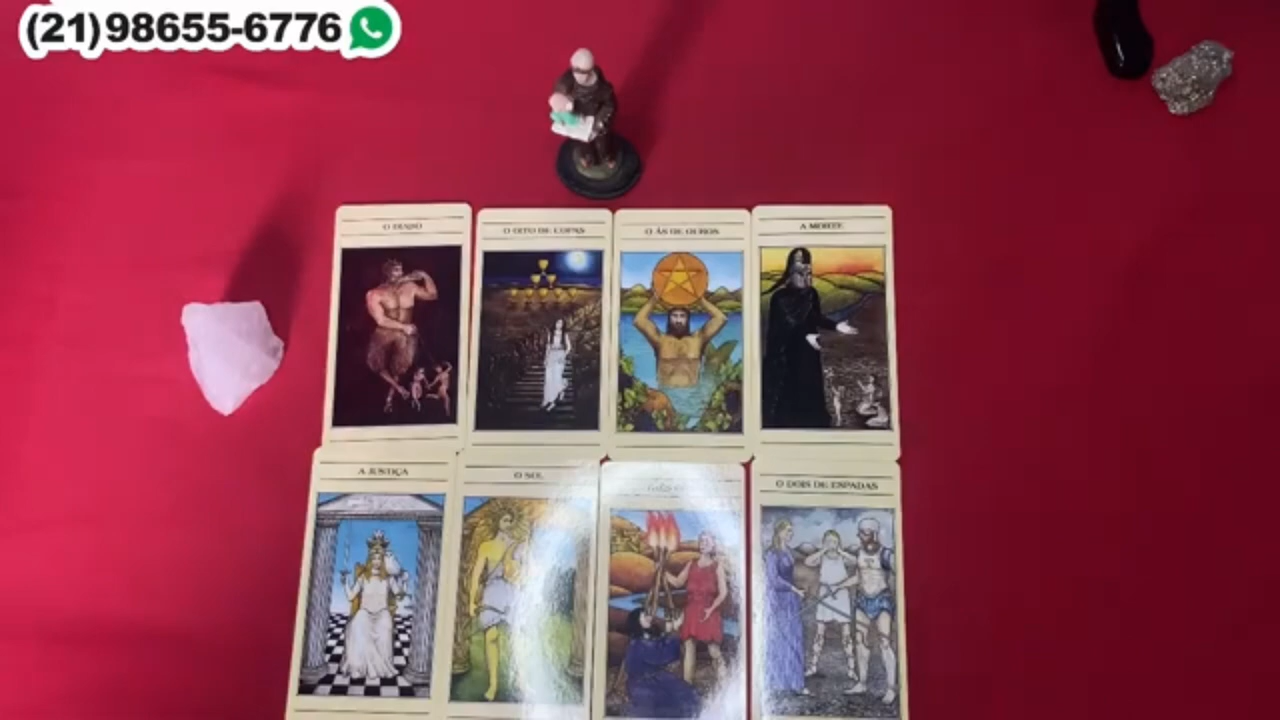 (21)98655-6776
O DIABO
O OITO DE COPAS
O ÁS DE OUROS
A MORTE
A JUSTIÇA
O SOL
O DOIS DE ESPADAS